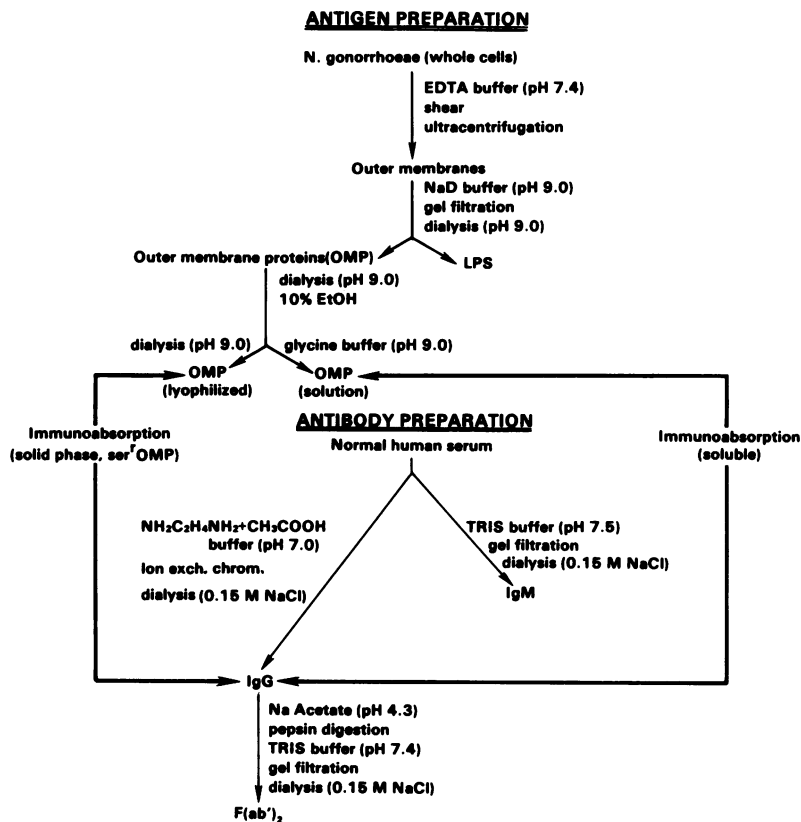 ANTIGEN PREPARATION
N. gonorrhoeae (whole cells)
EDTA buffer (pH 7.4)
shear
ultracentrifugation
Outer membranes
NaD buffer (pH 9.0)
gel filtration
dialysis (pH 9.0)
Outer membrane proteins(OMP)
LPS
dialysis (pH 9.0)
10% EtOH
dialysis (pH 9.0)
glycine buffer (pH 9.0)
OMP
(lyophilized)
OMP
(solution)
Immunoabsorption
(solid phase, serʳOMP)
Immunoabsorption
(soluble)
ANTIBODY PREPARATION
Normal human serum
NH₂C₂H₄NH₂+CH₃COOH
buffer (pH 7.0)
Ion exch. chrom.
dialysis (0.15 M NaCl)
TRIS buffer (pH 7.5)
gel filtration
dialysis (0.15 M NaCl)
IgM
IgG
Na Acetate (pH 4.3)
pepsin digestion
TRIS buffer (pH 7.4)
gel filtration
dialysis (0.15 M NaCl)
F(ab′)₂